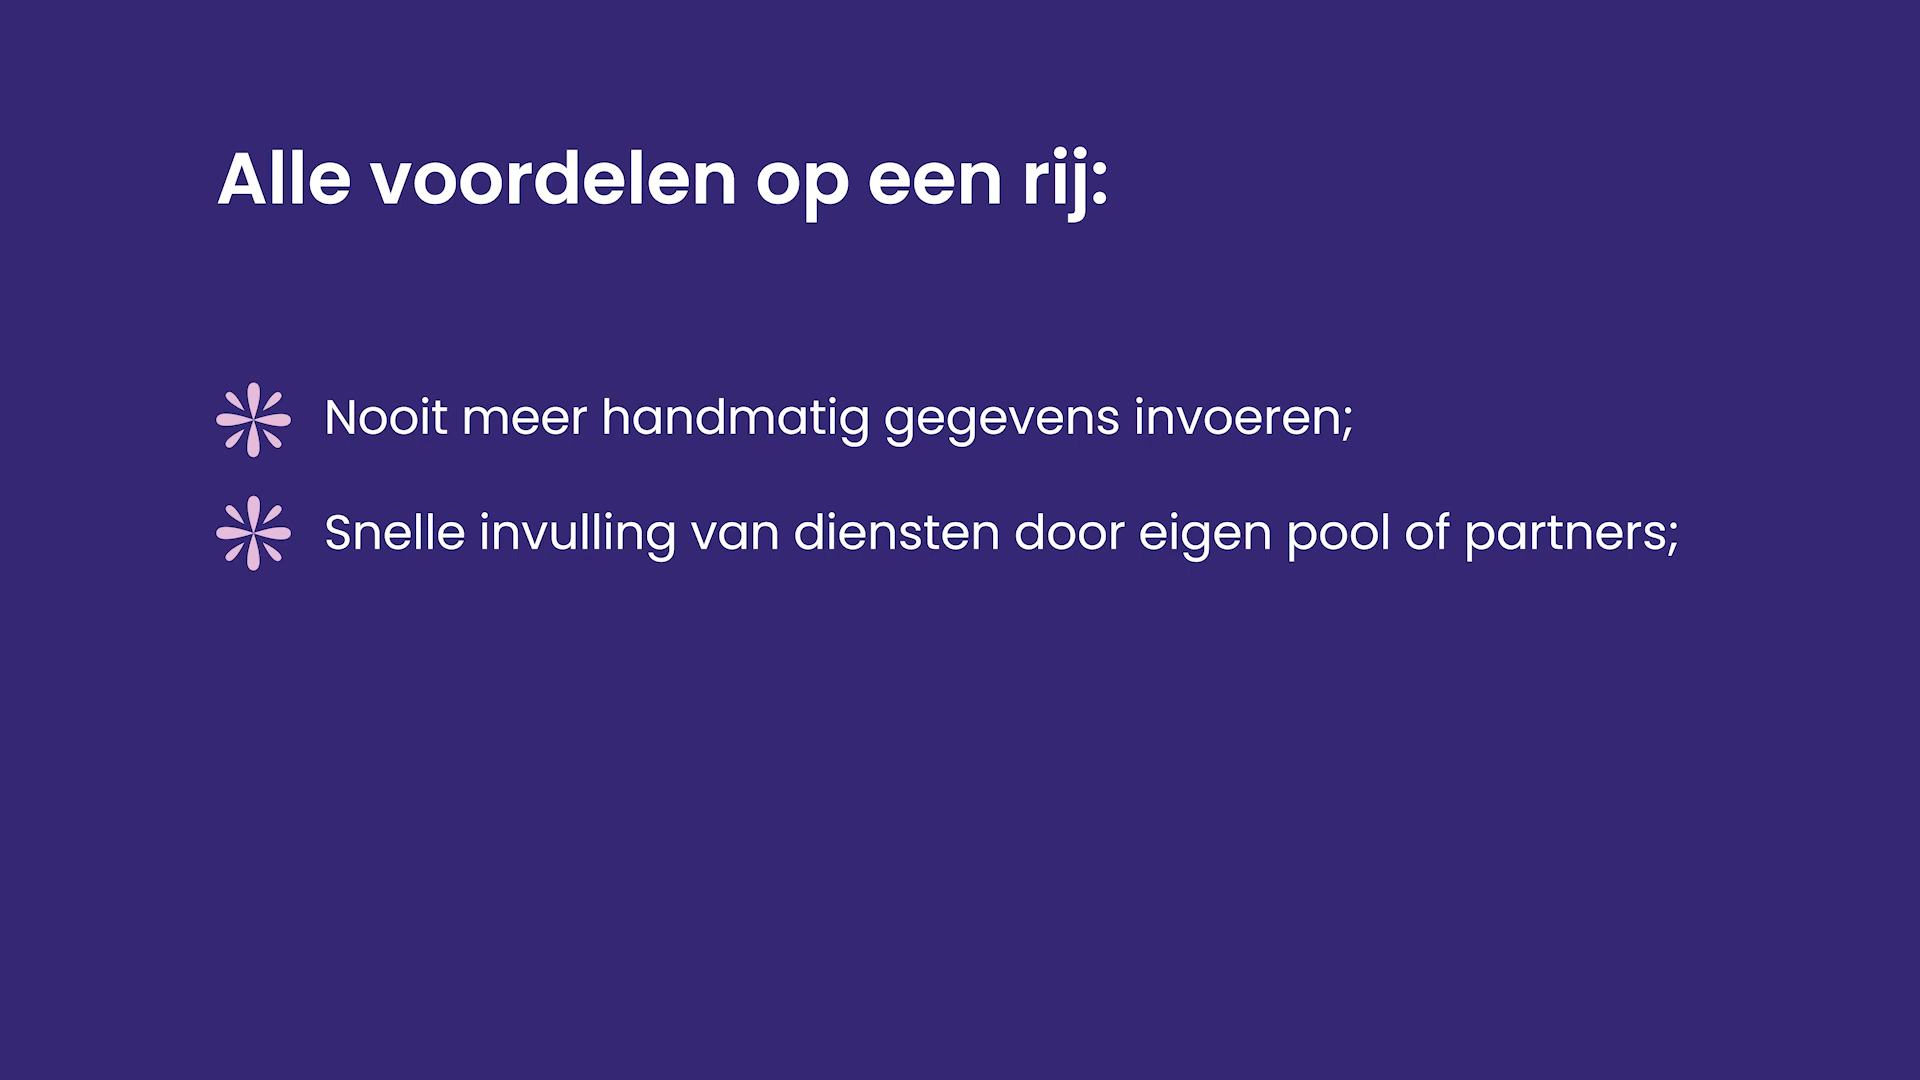 Alle voordelen op een rij:
Nooit meer handmatig gegevens invoeren;
Snelle invulling van diensten door eigen pool of partners;